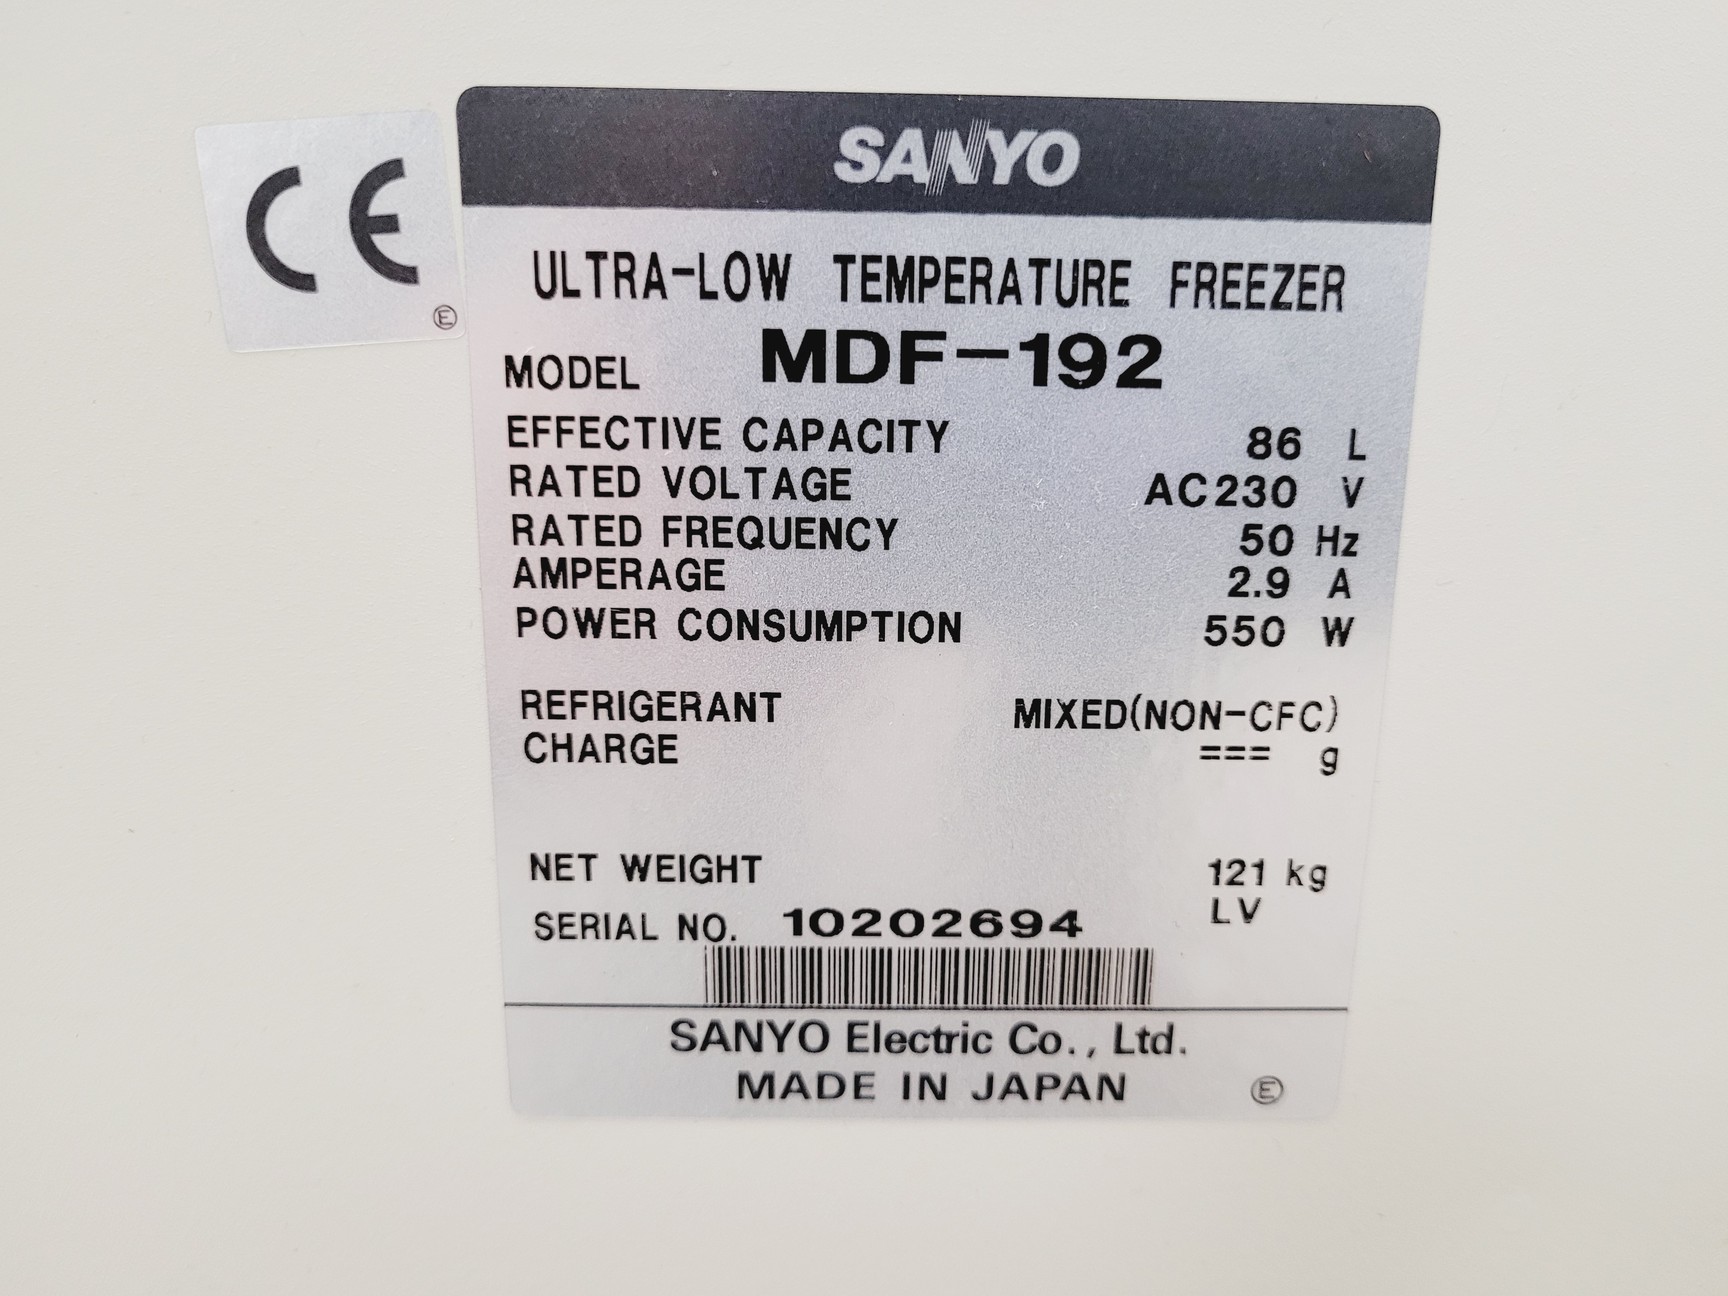 CE
E
SANYO
ULTRA-LOW TEMPERATURE FREEZER
MODEL MDF-192
EFFECTIVE CAPACITY 86 L
RATED VOLTAGE AC230 V
RATED FREQUENCY 50 Hz
AMPERAGE 2.9 A
POWER CONSUMPTION 550 W
REFRIGERANT MIXED(NON-CFC)
CHARGE === g
NET WEIGHT 121 kg
LV
SERIAL NO. 10202694
SANYO Electric Co., Ltd.
MADE IN JAPAN E